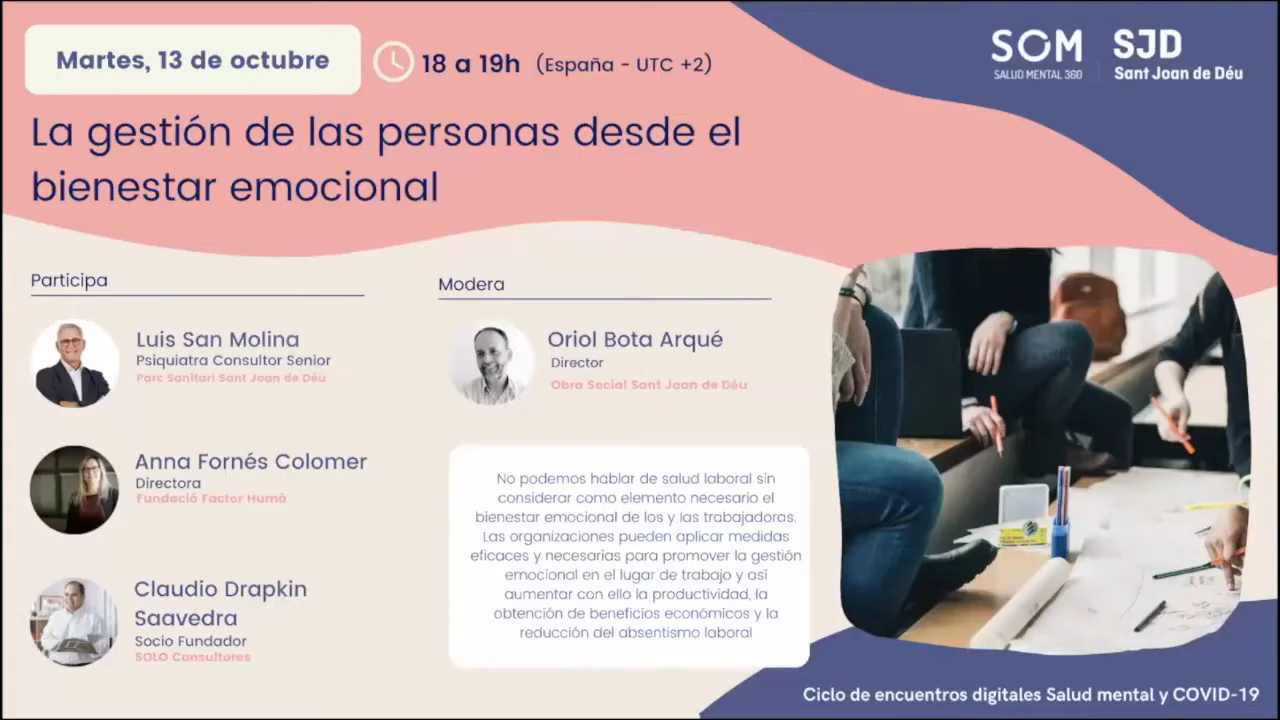 Martes, 13 de octubre
18 a 19h (España - UTC +2)
SOM
SALUD MENTAL 360
SJD
Sant Joan de Déu
La gestión de las personas desde el
bienestar emocional
Participa
Luis San Molina
Psiquiatra Consultor Senior
Parc Sanitari Sant Joan de Déu
Anna Fornés Colomer
Directora
Fundació Factor Humà
Claudio Drapkin
Saavedra
Socio Fundador
SOLO Consultores
Modera
Oriol Bota Arqué
Director
Obra Social Sant Joan de Déu
No podemos hablar de salud laboral sin
considerar como elemento necesario el
bienestar emocional de los y las trabajadoras.
Las organizaciones pueden aplicar medidas
eficaces y necesarias para promover la gestión
emocional en el lugar de trabajo y así
aumentar con ello la productividad, la
obtención de beneficios económicos y la
reducción del absentismo laboral
Ciclo de encuentros digitales Salud mental y COVID-19